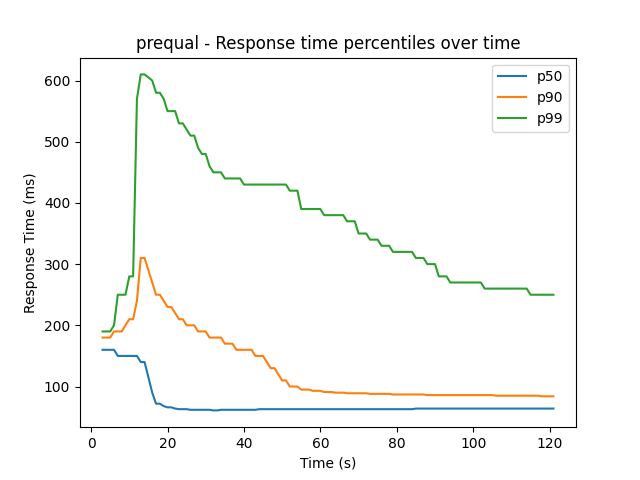 prequal - Response time percentiles over time
p50
p90
p99
Response Time (ms)
600
500
400
300
200
100
0
20
40
60
80
100
120
Time (s)